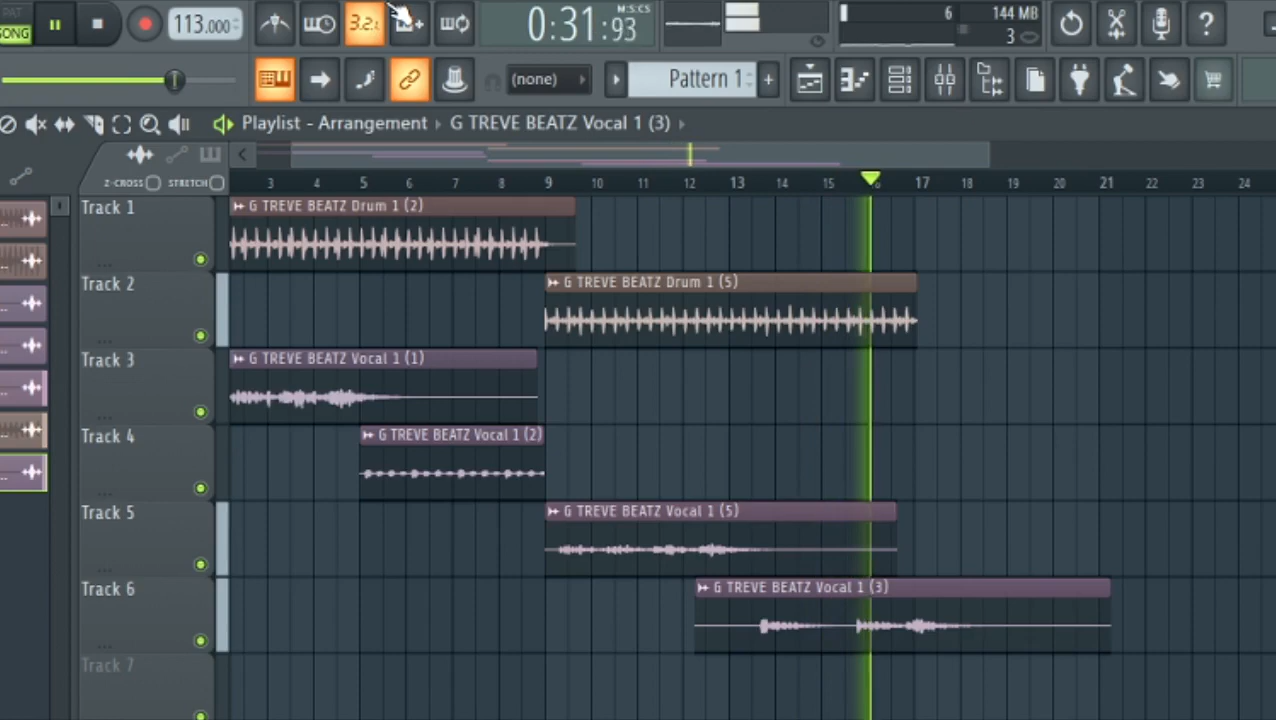 PAT
SONG
113.000
3.2.
0:31:93
M:S:CS
6
144 MB
3
?
(none)
Pattern 1
+
Playlist - Arrangement ▸ G TREVE BEATZ Vocal 1 (3) ▸
Z-CROSS STRETCH
3 4 5 6 7 8 9 10 11 12 13 14 15 17 18 19 20 21 22 23 24
Track 1
G TREVE BEATZ Drum 1 (2)
Track 2
G TREVE BEATZ Drum 1 (5)
Track 3
G TREVE BEATZ Vocal 1 (1)
Track 4
G TREVE BEATZ Vocal 1 (2)
Track 5
G TREVE BEATZ Vocal 1 (5)
Track 6
G TREVE BEATZ Vocal 1 (3)
Track 7